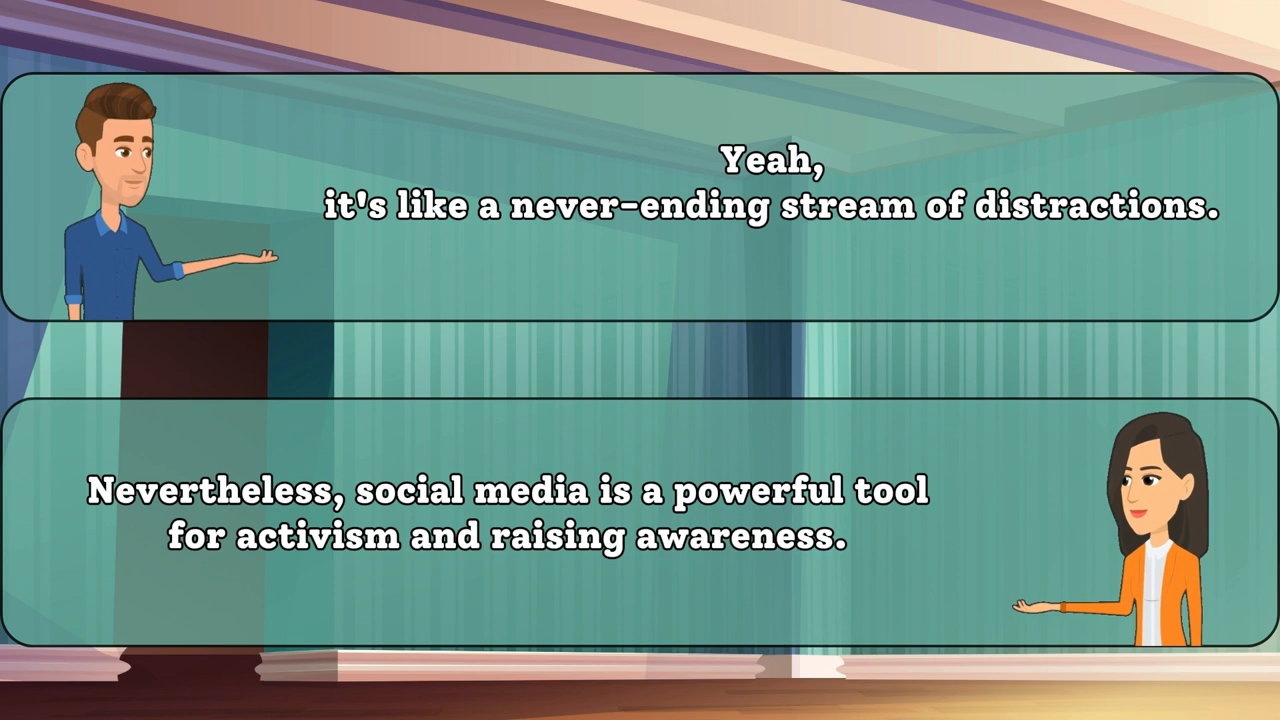 Yeah,
it's like a never-ending stream of distractions.
Nevertheless, social media is a powerful tool
for activism and raising awareness.